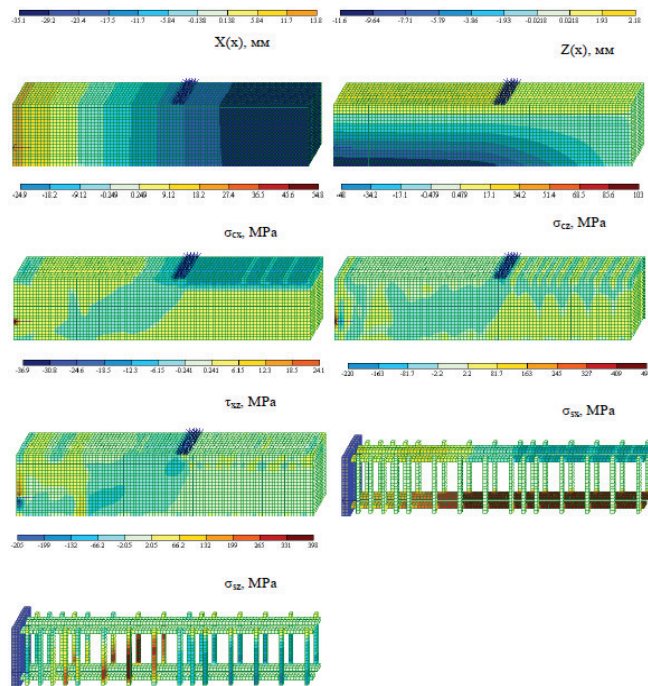 -35.1 -29.2 -23.4 -17.5 -11.7 -5.84 -0.138 0.138 5.84 11.7 13.8
-11.6 -9.64 -7.71 -5.79 -3.86 -1.93 -0.0218 0.0218 1.93 2.18
X(x), мм
Z(x), мм
-24.9 -18.2 -9.12 -0.249 0.249 9.12 18.2 27.4 36.5 45.6 54.8
-34.1 -17.1 -0.479 0.479 17.1 34.2 51.4 68.5 85.6 103
σcx, MPa
σcz, MPa
-36.9 -30.8 -24.6 -18.5 -12.3 -6.15 -0.241 0.241 6.15 12.3 18.5 24.1
-220 -163 -81.7 -2.2 2.2 81.7 163 245 327 409
τxz, MPa
σsx, MPa
-199 -132 -66.2 -2.05 2.05 66.2 132 199 265 331
σsz, MPa